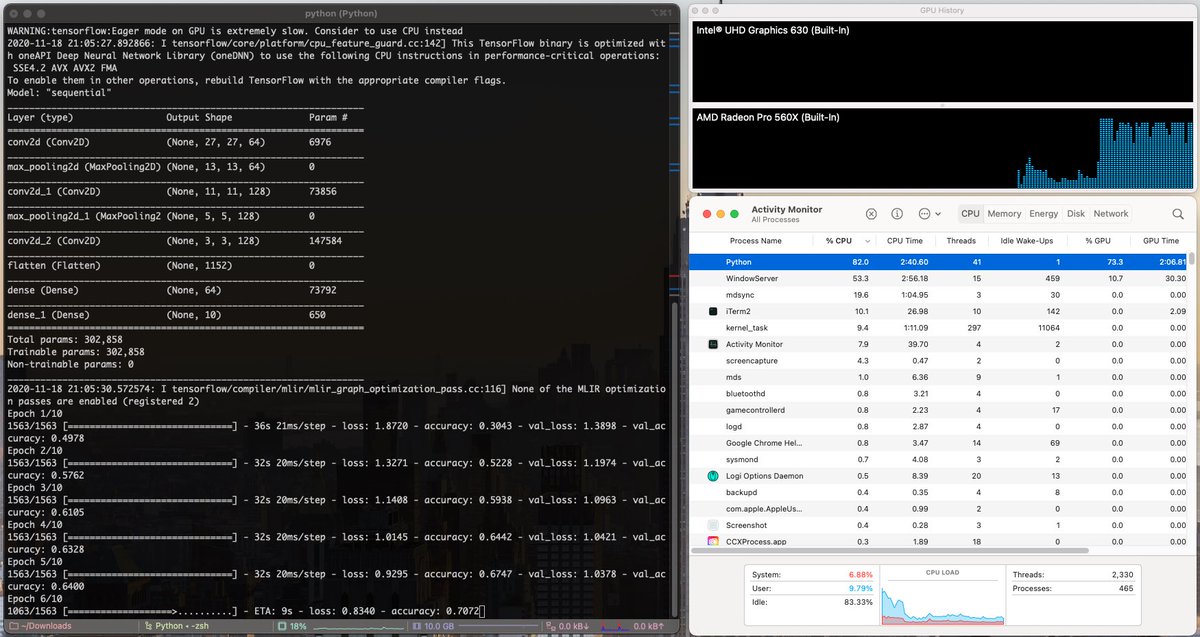 python (Python)
⌥⌘1
WARNING:tensorflow:Eager mode on GPU is extremely slow. Consider to use CPU instead
2020-11-18 21:05:27.892866: I tensorflow/core/platform/cpu_feature_guard.cc:142] This TensorFlow binary is optimized wit
h oneAPI Deep Neural Network Library (oneDNN) to use the following CPU instructions in performance-critical operations:
SSE4.2 AVX AVX2 FMA
To enable them in other operations, rebuild TensorFlow with the appropriate compiler flags.
Model: "sequential"
Layer (type) Output Shape Param #
conv2d (Conv2D) (None, 27, 27, 64) 6976
max_pooling2d (MaxPooling2D) (None, 13, 13, 64) 0
conv2d_1 (Conv2D) (None, 11, 11, 128) 73856
max_pooling2d_1 (MaxPooling2 (None, 5, 5, 128) 0
conv2d_2 (Conv2D) (None, 3, 3, 128) 147584
flatten (Flatten) (None, 1152) 0
dense (Dense) (None, 64) 73792
dense_1 (Dense) (None, 10) 650
Total params: 302,858
Trainable params: 302,858
Non-trainable params: 0
2020-11-18 21:05:30.572574: I tensorflow/compiler/mlir/mlir_graph_optimization_pass.cc:116] None of the MLIR optimizatio
n passes are enabled (registered 2)
Epoch 1/10
1563/1563 [==============================] - 36s 21ms/step - loss: 1.8720 - accuracy: 0.3043 - val_loss: 1.3898 - val_ac
curacy: 0.4978
Epoch 2/10
1563/1563 [==============================] - 32s 20ms/step - loss: 1.3271 - accuracy: 0.5228 - val_loss: 1.1974 - val_ac
curacy: 0.5762
Epoch 3/10
1563/1563 [==============================] - 32s 20ms/step - loss: 1.1408 - accuracy: 0.5938 - val_loss: 1.0963 - val_ac
curacy: 0.6105
Epoch 4/10
1563/1563 [==============================] - 32s 20ms/step - loss: 1.0145 - accuracy: 0.6442 - val_loss: 1.0421 - val_ac
curacy: 0.6328
Epoch 5/10
1563/1563 [==============================] - 32s 20ms/step - loss: 0.9295 - accuracy: 0.6747 - val_loss: 1.0378 - val_ac
curacy: 0.6400
Epoch 6/10
1063/1563 [===================>..........] - ETA: 9s - loss: 0.8340 - accuracy: 0.7072
~/Downloads Python • -zsh 18% 10.0 GB 0.0 kB↓ 0.0 kB↑
GPU History
Intel® UHD Graphics 630 (Built-In)
AMD Radeon Pro 560X (Built-In)
Activity Monitor
All Processes
CPU Memory Energy Disk Network
Process Name % CPU CPU Time Threads Idle Wake-Ups % GPU GPU Time
Python 82.0 2:40.60 41 1 73.3 2:06.81
WindowServer 53.3 2:56.18 15 459 10.7 30.30
mdsync 19.6 1:04.95 3 30 0.0 0.00
iTerm2 10.1 26.98 10 142 0.0 2.09
kernel_task 9.4 1:11.09 297 11064 0.0 0.00
Activity Monitor 7.9 39.70 4 2 0.0 0.00
screencapture 4.3 0.47 2 0 0.0 0.00
mds 1.0 6.36 9 1 0.0 0.00
bluetoothd 0.8 3.21 4 0 0.0 0.00
gamecontrollerd 0.8 2.23 4 17 0.0 0.00
logd 0.8 2.87 4 0 0.0 0.00
Google Chrome Hel... 0.8 3.47 14 69 0.0 0.00
sysmond 0.7 4.08 3 2 0.0 0.00
Logi Options Daemon 0.5 8.39 20 13 0.0 0.00
backupd 0.4 0.35 4 8 0.0 0.00
com.apple.AppleUs... 0.4 0.99 2 0 0.0 0.00
Screenshot 0.4 0.28 3 1 0.0 0.00
CCXProcess.app 0.3 1.89 18 0 0.0 0.00
System: 6.88%
User: 9.79%
Idle: 83.33%
CPU LOAD
Threads: 2,330
Processes: 465